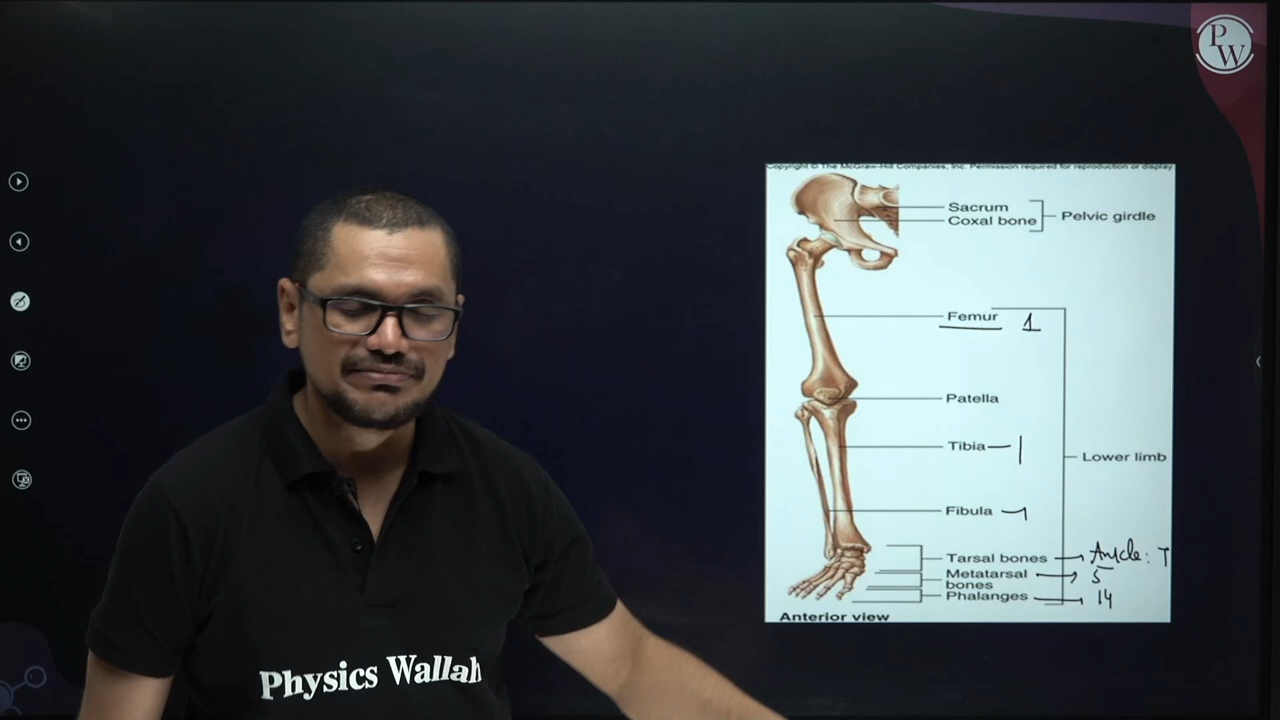 PW
Copyright © The McGraw-Hill Companies, Inc. Permission required for reproduction or display.
Sacrum
Coxal bone
Pelvic girdle
Femur 1
Patella
Tibia 1
Lower limb
Fibula 1
Tarsal bones Ankle: 7
Metatarsal bones 5
Phalanges 14
Anterior view
Physics Wallah